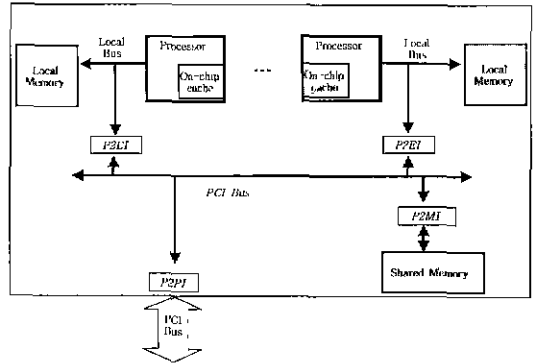 Local
Bus
Processor
On-chip
cache
Local
Memory
...
Processor
On-chip
cache
Local
Bus
Local
Memory
PCI Bus
P2MI
Shared Memory
P2PI
PCI
Bus